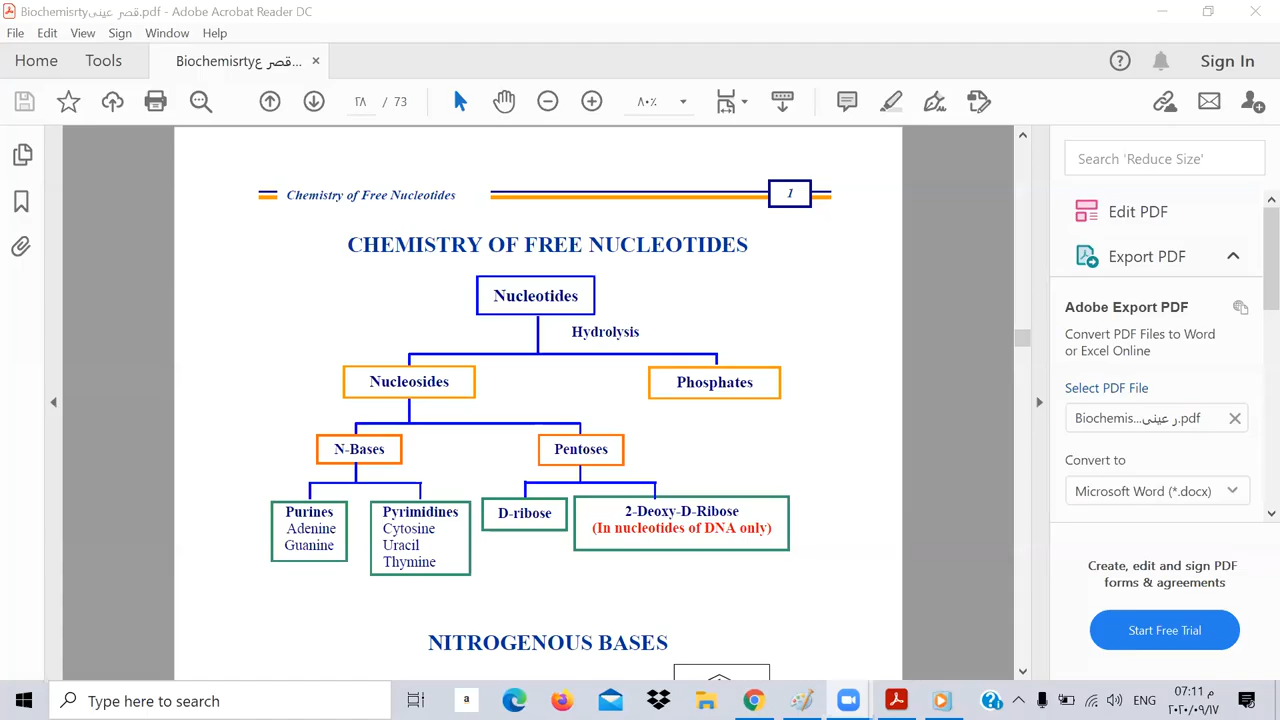 Biochemisrtyقصر عينى.pdf - Adobe Acrobat Reader DC
File Edit View Sign Window Help
Home Tools Biochemisrtyقصر ع... × Sign In
٢٨ / 73 ٨٠٪
Search 'Reduce Size'
Edit PDF
Export PDF
Adobe Export PDF
Convert PDF Files to Word
or Excel Online
Select PDF File
Biochemis...ر عينى.pdf
Convert to
Microsoft Word (*.docx)
Create, edit and sign PDF
forms & agreements
Start Free Trial
Chemistry of Free Nucleotides 1
CHEMISTRY OF FREE NUCLEOTIDES
Nucleotides
Hydrolysis
Nucleosides Phosphates
N-Bases Pentoses
Purines
Adenine
Guanine
Pyrimidines
Cytosine
Uracil
Thymine
D-ribose
2-Deoxy-D-Ribose
(In nucleotides of DNA only)
NITROGENOUS BASES
Type here to search
a
ENG
م 07:11
٢٠٢٠/٠٩/١٧